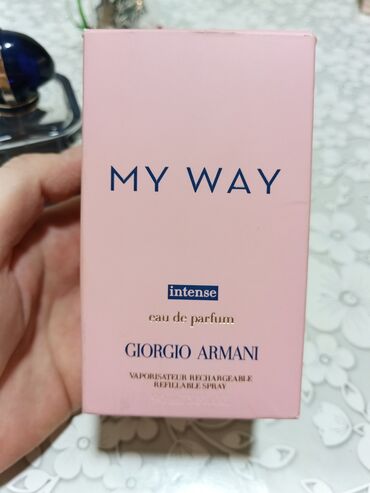 MY WAY
intense
eau de parfum
GIORGIO ARMANI
VAPORISATEUR RECHARGEABLE
REFILLABLE SPRAY